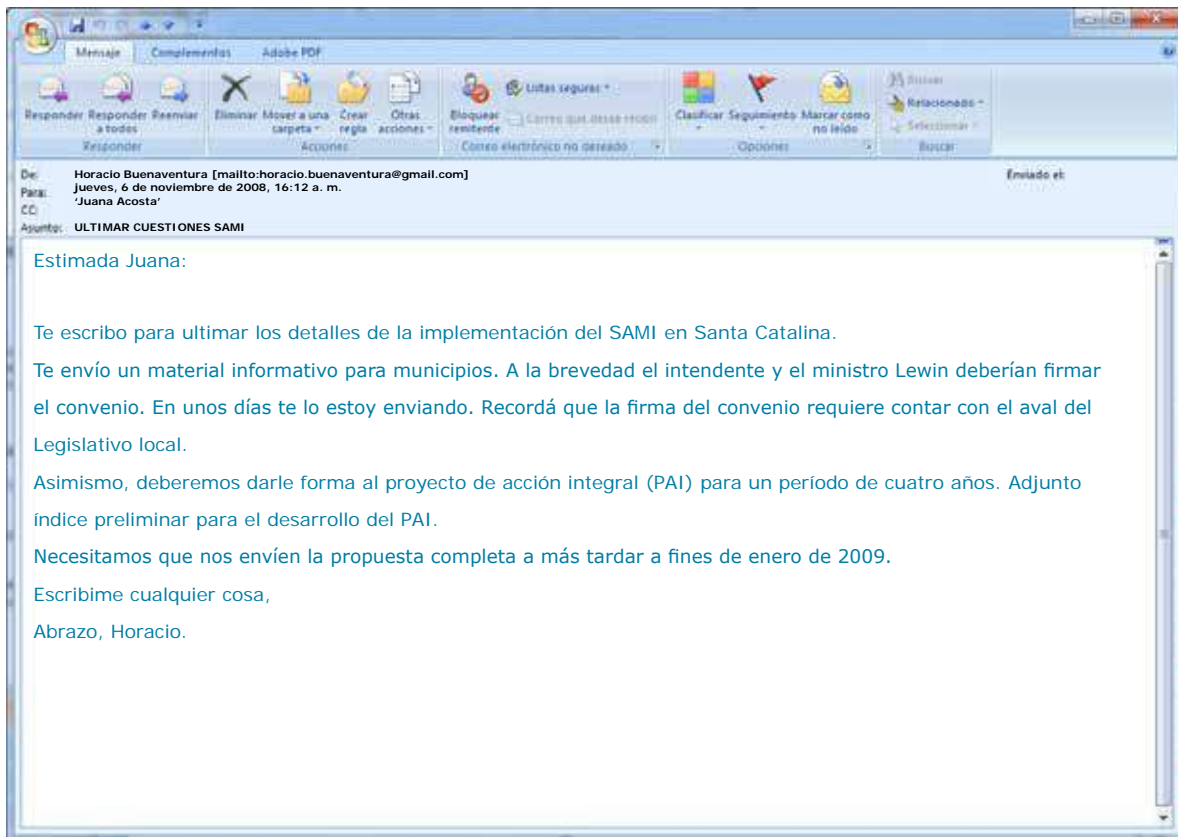 Mensaje Complementos Adobe PDF
Responder Responder a todos Reenviar Eliminar Mover a una carpeta Crear regla Otras acciones Bloquear remitente Listas seguras Clasificar Seguimiento Marcar como no leído Buscar Relacionado Seleccionar
Responder Acciones Correo electrónico no deseado Opciones Buscar
De: Horacio Buenaventura [mailto:horacio.buenaventura@gmail.com] Enviado el:
Para: jueves, 6 de noviembre de 2008, 16:12 a. m.
CC: 'Juana Acosta'
Asunto: ULTIMAR CUESTIONES SAMI
Estimada Juana:
Te escribo para ultimar los detalles de la implementación del SAMI en Santa Catalina.
Te envío un material informativo para municipios. A la brevedad el intendente y el ministro Lewin deberían firmar
el convenio. En unos días te lo estoy enviando. Recordá que la firma del convenio requiere contar con el aval del
Legislativo local.
Asimismo, deberemos darle forma al proyecto de acción integral (PAI) para un período de cuatro años. Adjunto
índice preliminar para el desarrollo del PAI.
Necesitamos que nos envíen la propuesta completa a más tardar a fines de enero de 2009.
Escribime cualquier cosa,
Abrazo, Horacio.